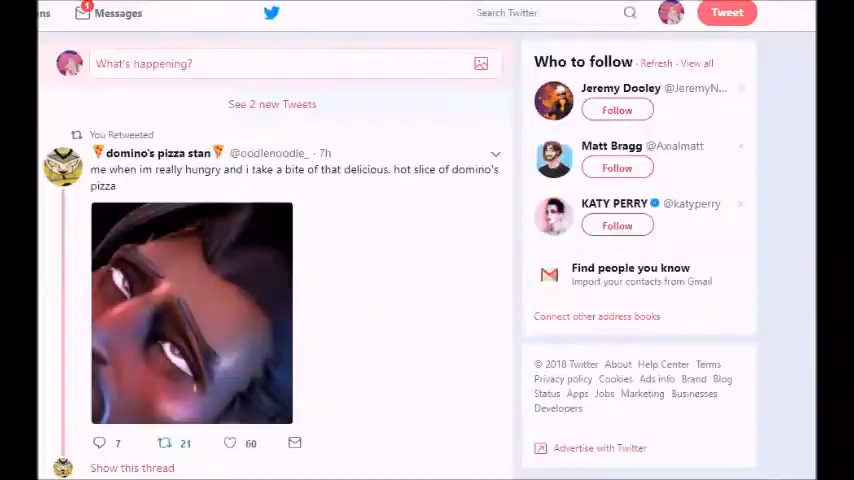 ns
1
Messages
Search Twitter
Tweet
What's happening?
See 2 new Tweets
You Retweeted
🍕domino's pizza stan🍕 @oodlenoodle_ · 7h
me when im really hungry and i take a bite of that delicious, hot slice of domino's
pizza
7 21 60
Show this thread
Who to follow · Refresh · View all
Jeremy Dooley @JeremyN...
Follow
Matt Bragg @Axialmatt
Follow
KATY PERRY @katyperry
Follow
Find people you know
Import your contacts from Gmail
Connect other address books
© 2018 Twitter About Help Center Terms
Privacy policy Cookies Ads info Brand Blog
Status Apps Jobs Marketing Businesses
Developers
Advertise with Twitter